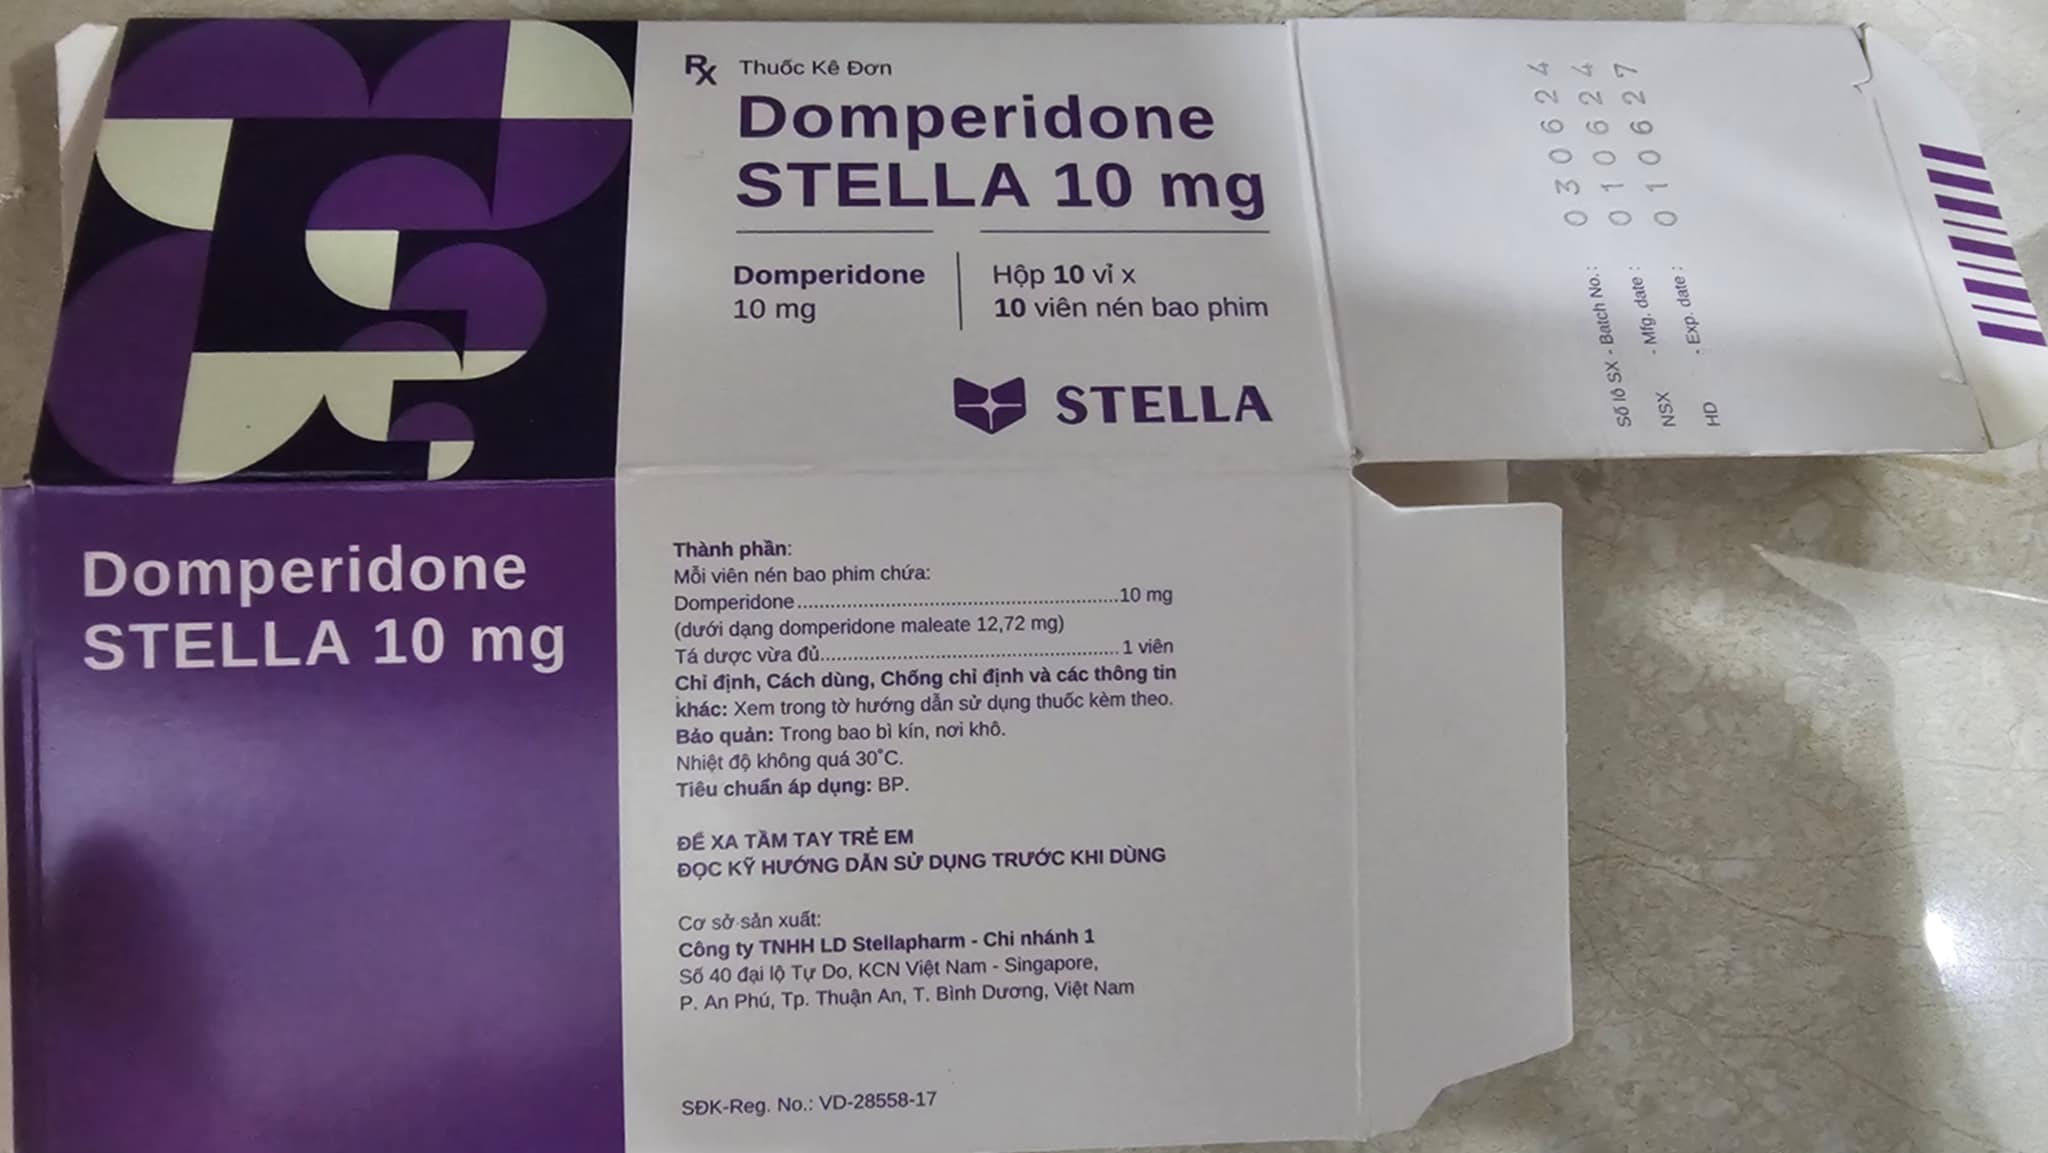 Rx Thuốc Kê Đơn
Domperidone
STELLA 10 mg
Domperidone
10 mg
Hộp 10 vỉ x
10 viên nén bao phim
STELLA
Số lô SX - Batch No.: 030624
NSX - Mfg. date : 010624
HD - Exp. date : 010627
Domperidone
STELLA 10 mg
Thành phần:
Mỗi viên nén bao phim chứa:
Domperidone....................10 mg
(dưới dạng domperidone maleate 12,72 mg)
Tá dược vừa đủ....................1 viên
Chỉ định, Cách dùng, Chống chỉ định và các thông tin
khác: Xem trong tờ hướng dẫn sử dụng thuốc kèm theo.
Bảo quản: Trong bao bì kín, nơi khô.
Nhiệt độ không quá 30°C.
Tiêu chuẩn áp dụng: BP.
ĐỂ XA TẦM TAY TRẺ EM
ĐỌC KỸ HƯỚNG DẪN SỬ DỤNG TRƯỚC KHI DÙNG
Cơ sở sản xuất:
Công ty TNHH LD Stellapharm - Chi nhánh 1
Số 40 đại lộ Tự Do, KCN Việt Nam - Singapore,
P. An Phú, Tp. Thuận An, T. Bình Dương, Việt Nam
SĐK-Reg. No.: VD-28558-17